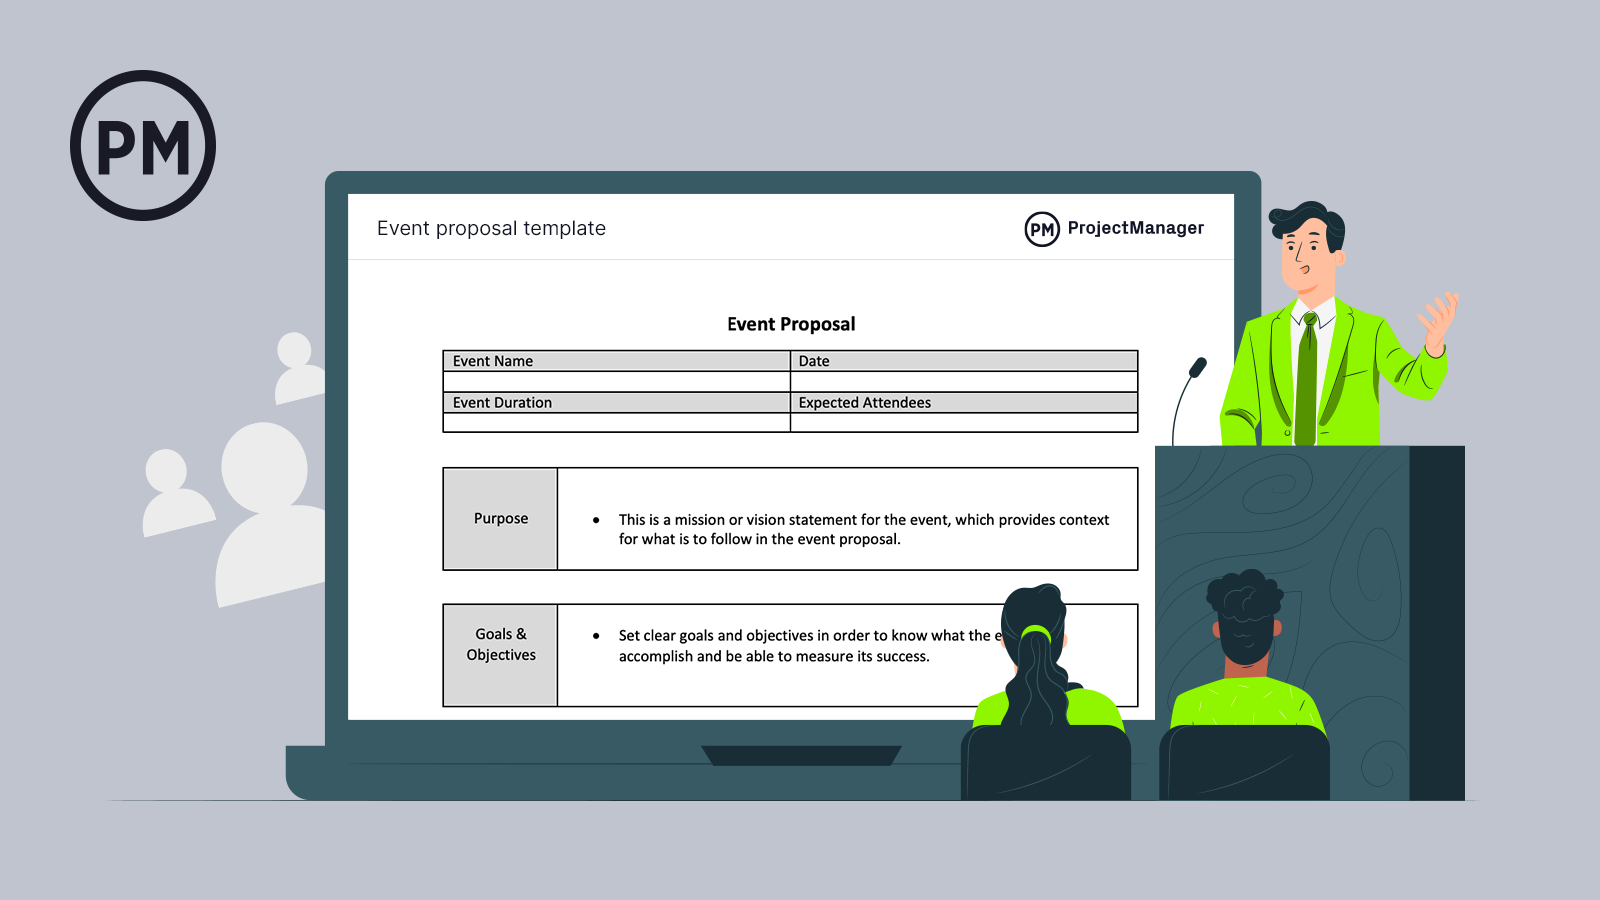 PM
Event proposal template
PM ProjectManager
Event Proposal
Event Name Date
Event Duration Expected Attendees
Purpose
• This is a mission or vision statement for the event, which provides context
for what is to follow in the event proposal.
Goals &
Objectives
• Set clear goals and objectives in order to know what the
accomplish and be able to measure its success.